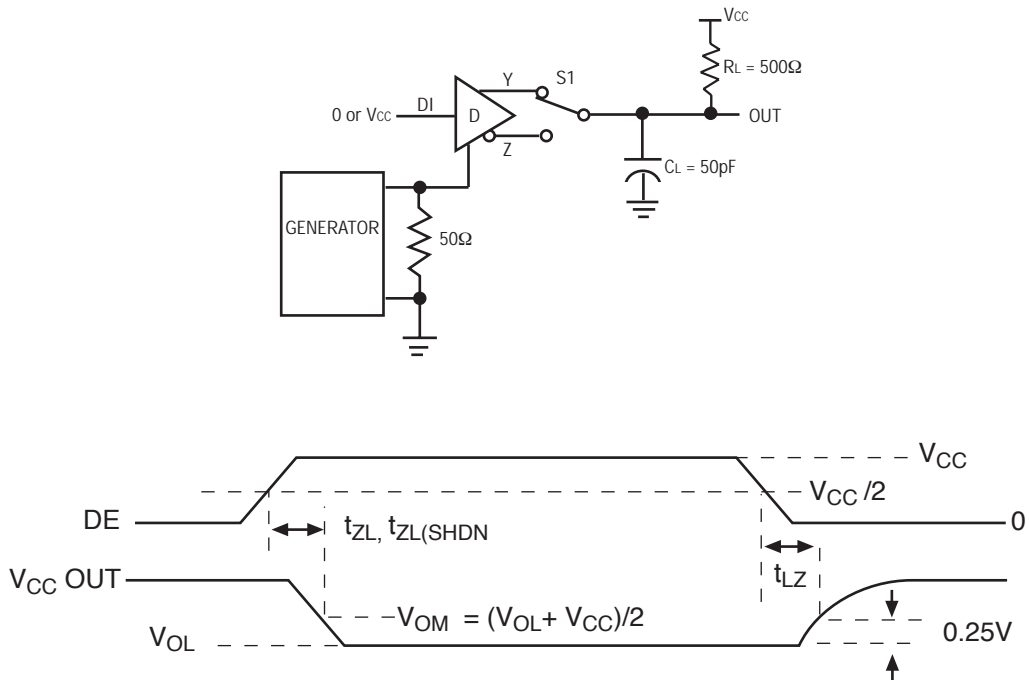 VCC
RL = 500Ω
Y
S1
0 or VCC
DI
D
OUT
Z
CL = 50pF
GENERATOR
50Ω
VCC
VCC /2
DE
tZL, tZL(SHDN
0
VCC OUT
tLZ
VOM = (VOL+ VCC)/2
VOL
0.25V